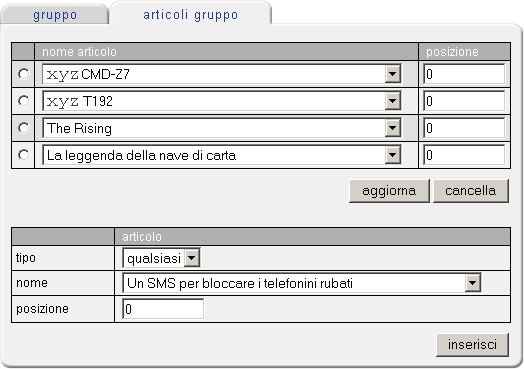 gruppo articoli gruppo
nome articolo posizione
xyz CMD-Z7 0
xyz T192 0
The Rising 0
La leggenda della nave di carta 0
aggiorna cancella
articolo
tipo qualsiasi
nome Un SMS per bloccare i telefonini rubati
posizione 0
inserisci